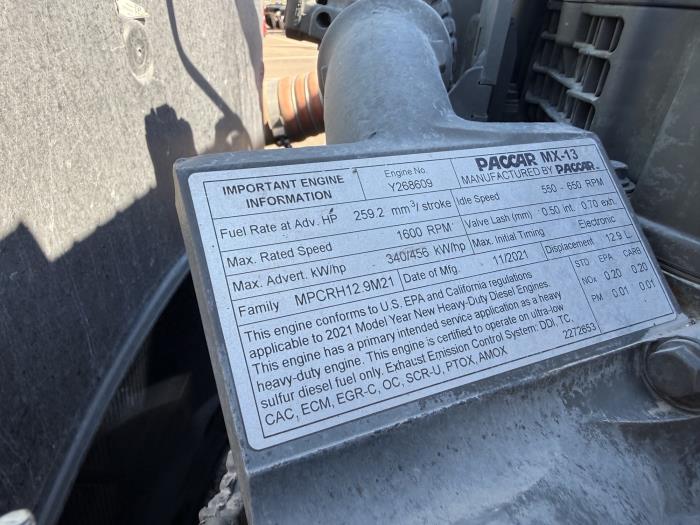 IMPORTANT ENGINE INFORMATION
Engine No. Y268609
PACCAR MX-13
MANUFACTURED BY PACCAR INC
Fuel Rate at Adv. HP 259.2 mm³/stroke Idle Speed 550 - 650 RPM
Max. Rated Speed 1600 RPM Valve Lash (mm) 0.50 int. 0.70 exh.
Max. Advert. kW/hp 340/456 kW/hp Max. Initial Timing Electronic
Family MPCRH12.9M21 Date of Mfg. 11/2021 Displacement 12.9 L
This engine conforms to U.S. EPA and California regulations
applicable to 2021 Model Year New Heavy-Duty Diesel Engines.
This engine has a primary intended service application as a heavy
heavy-duty engine. This engine is certified to operate on ultra-low
sulfur diesel fuel only. Exhaust Emission Control System: DDI, TC,
CAC, ECM, EGR-C, OC, SCR-U, PTOX, AMOX
STD EPA CARB
NOx 0.20 0.20
PM 0.01 0.01
2272653